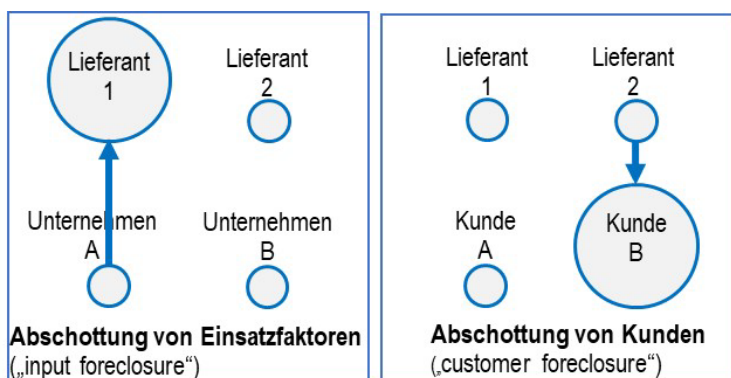 Lieferant
1
Lieferant
2
Unternehmen
A
Unternehmen
B
Abschottung von Einsatzfaktoren
(„input foreclosure“)
Lieferant
1
Lieferant
2
Kunde
A
Kunde
B
Abschottung von Kunden
(„customer foreclosure“)